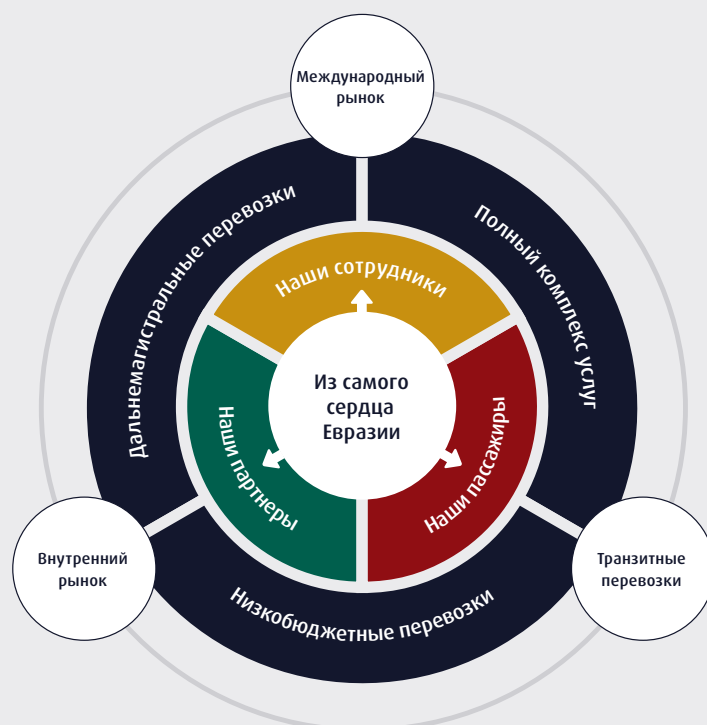 Международный
рынок
Дальнемагистральные перевозки
Полный комплекс услуг
Наши сотрудники
Из самого
сердца
Евразии
Наши партнеры
Наши пассажиры
Внутренний
рынок
Транзитные
перевозки
Низкобюджетные перевозки